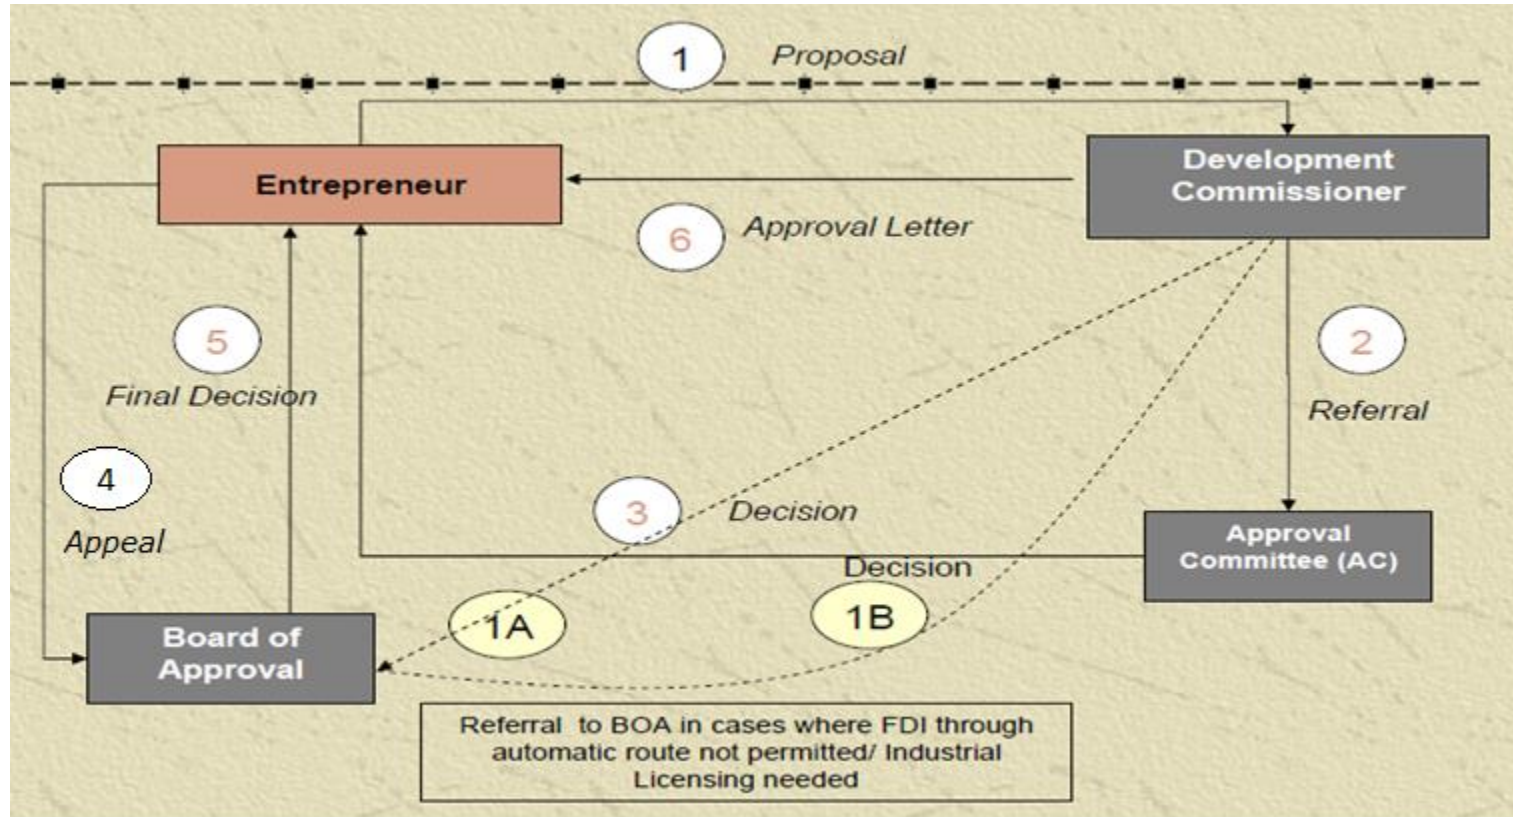 1 Proposal
Entrepreneur
Development
Commissioner
6 Approval Letter
5
Final Decision
2
Referral
4
Appeal
3 Decision
Approval
Committee (AC)
Decision
1A
1B
Board of
Approval
Referral to BOA in cases where FDI through
automatic route not permitted/ Industrial
Licensing needed